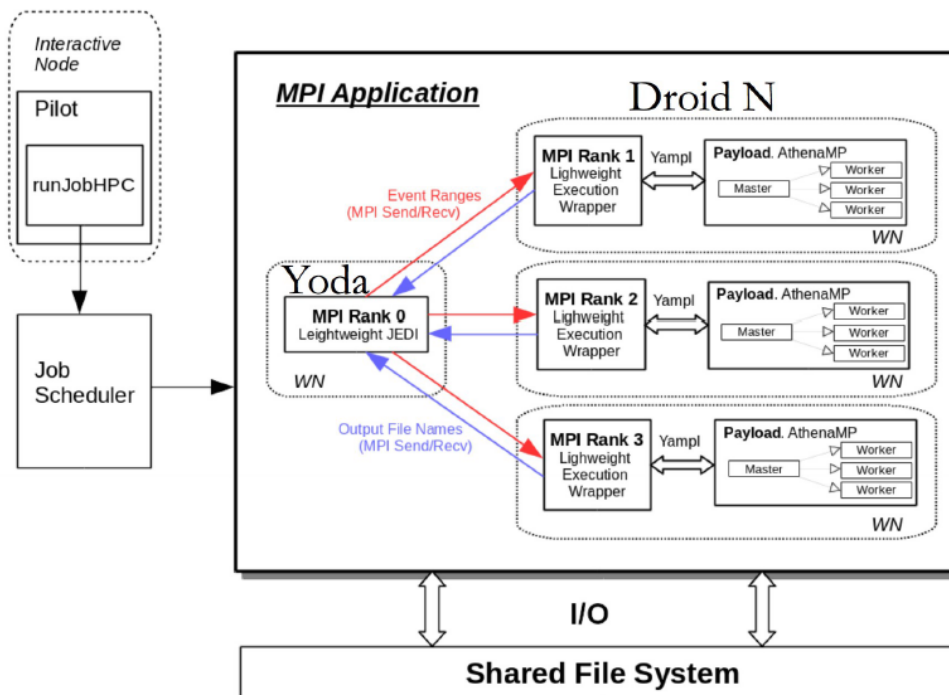 Interactive
Node
Pilot
runJobHPC
Job
Scheduler
MPI Application
Droid N
Event Ranges
(MPI Send/Recv)
Yoda
MPI Rank 0
Leightweight JEDI
WN
Output File Names
(MPI Send/Recv)
MPI Rank 1
Lighweight
Execution
Wrapper
Yampl
Payload. AthenaMP
Master
Worker
Worker
Worker
WN
MPI Rank 2
Lighweight
Execution
Wrapper
Yampl
Payload. AthenaMP
Master
Worker
Worker
Worker
WN
MPI Rank 3
Lighweight
Execution
Wrapper
Yampl
Payload. AthenaMP
Master
Worker
Worker
Worker
WN
I/O
Shared File System